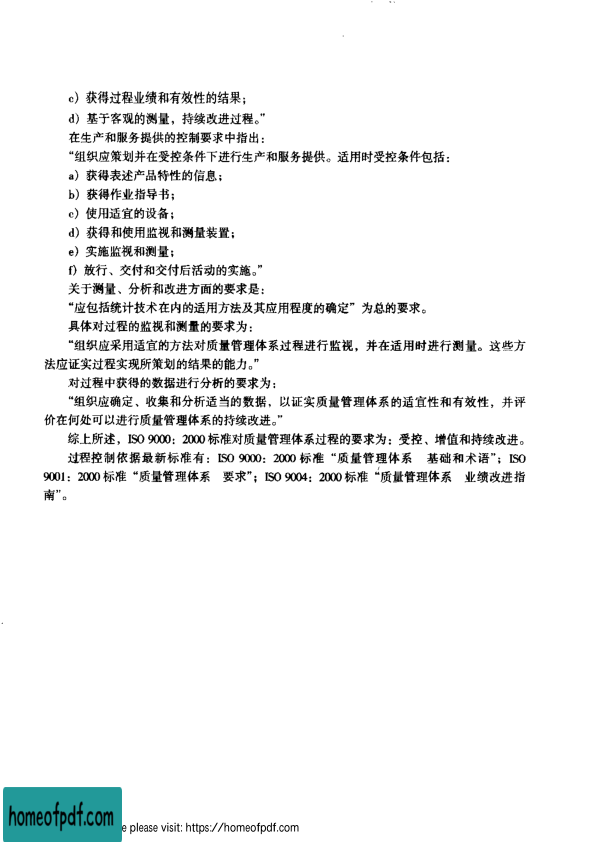 c）获得过程业绩和有效性的结果；
d）基于客观的测量，持续改进过程。”
在生产和服务提供的控制要求中指出：
“组织应策划并在受控条件下进行生产和服务提供。适用时受控条件包括：
a）获得表述产品特性的信息；
b）获得作业指导书；
c）使用适宜的设备；
d）获得和使用监视和测量装置；
e）实施监视和测量；
f）放行、交付和交付后活动的实施。”
关于测量、分析和改进方面的要求是：
“应包括统计技术在内的适用方法及其应用程度的确定”为总的要求。
具体对过程的监视和测量的要求为：
“组织应采用适宜的方法对质量管理体系过程进行监视，并在适用时进行测量。这些方
法应证实过程实现所策划的结果的能力。”
对过程中获得的数据进行分析的要求为：
“组织应确定、收集和分析适当的数据，以证实质量管理体系的适宜性和有效性，并评
价在何处可以进行质量管理体系的持续改进。”
综上所述，ISO 9000：2000 标准对质量管理体系过程的要求为：受控、增值和持续改进。
过程控制依据最新标准有：ISO 9000：2000 标准“质量管理体系　基础和术语”；ISO
9001：2000 标准“质量管理体系　要求”；ISO 9004：2000 标准“质量管理体系　业绩改进指
南”。
homeofpdf.com
e please visit: https://homeofpdf.com